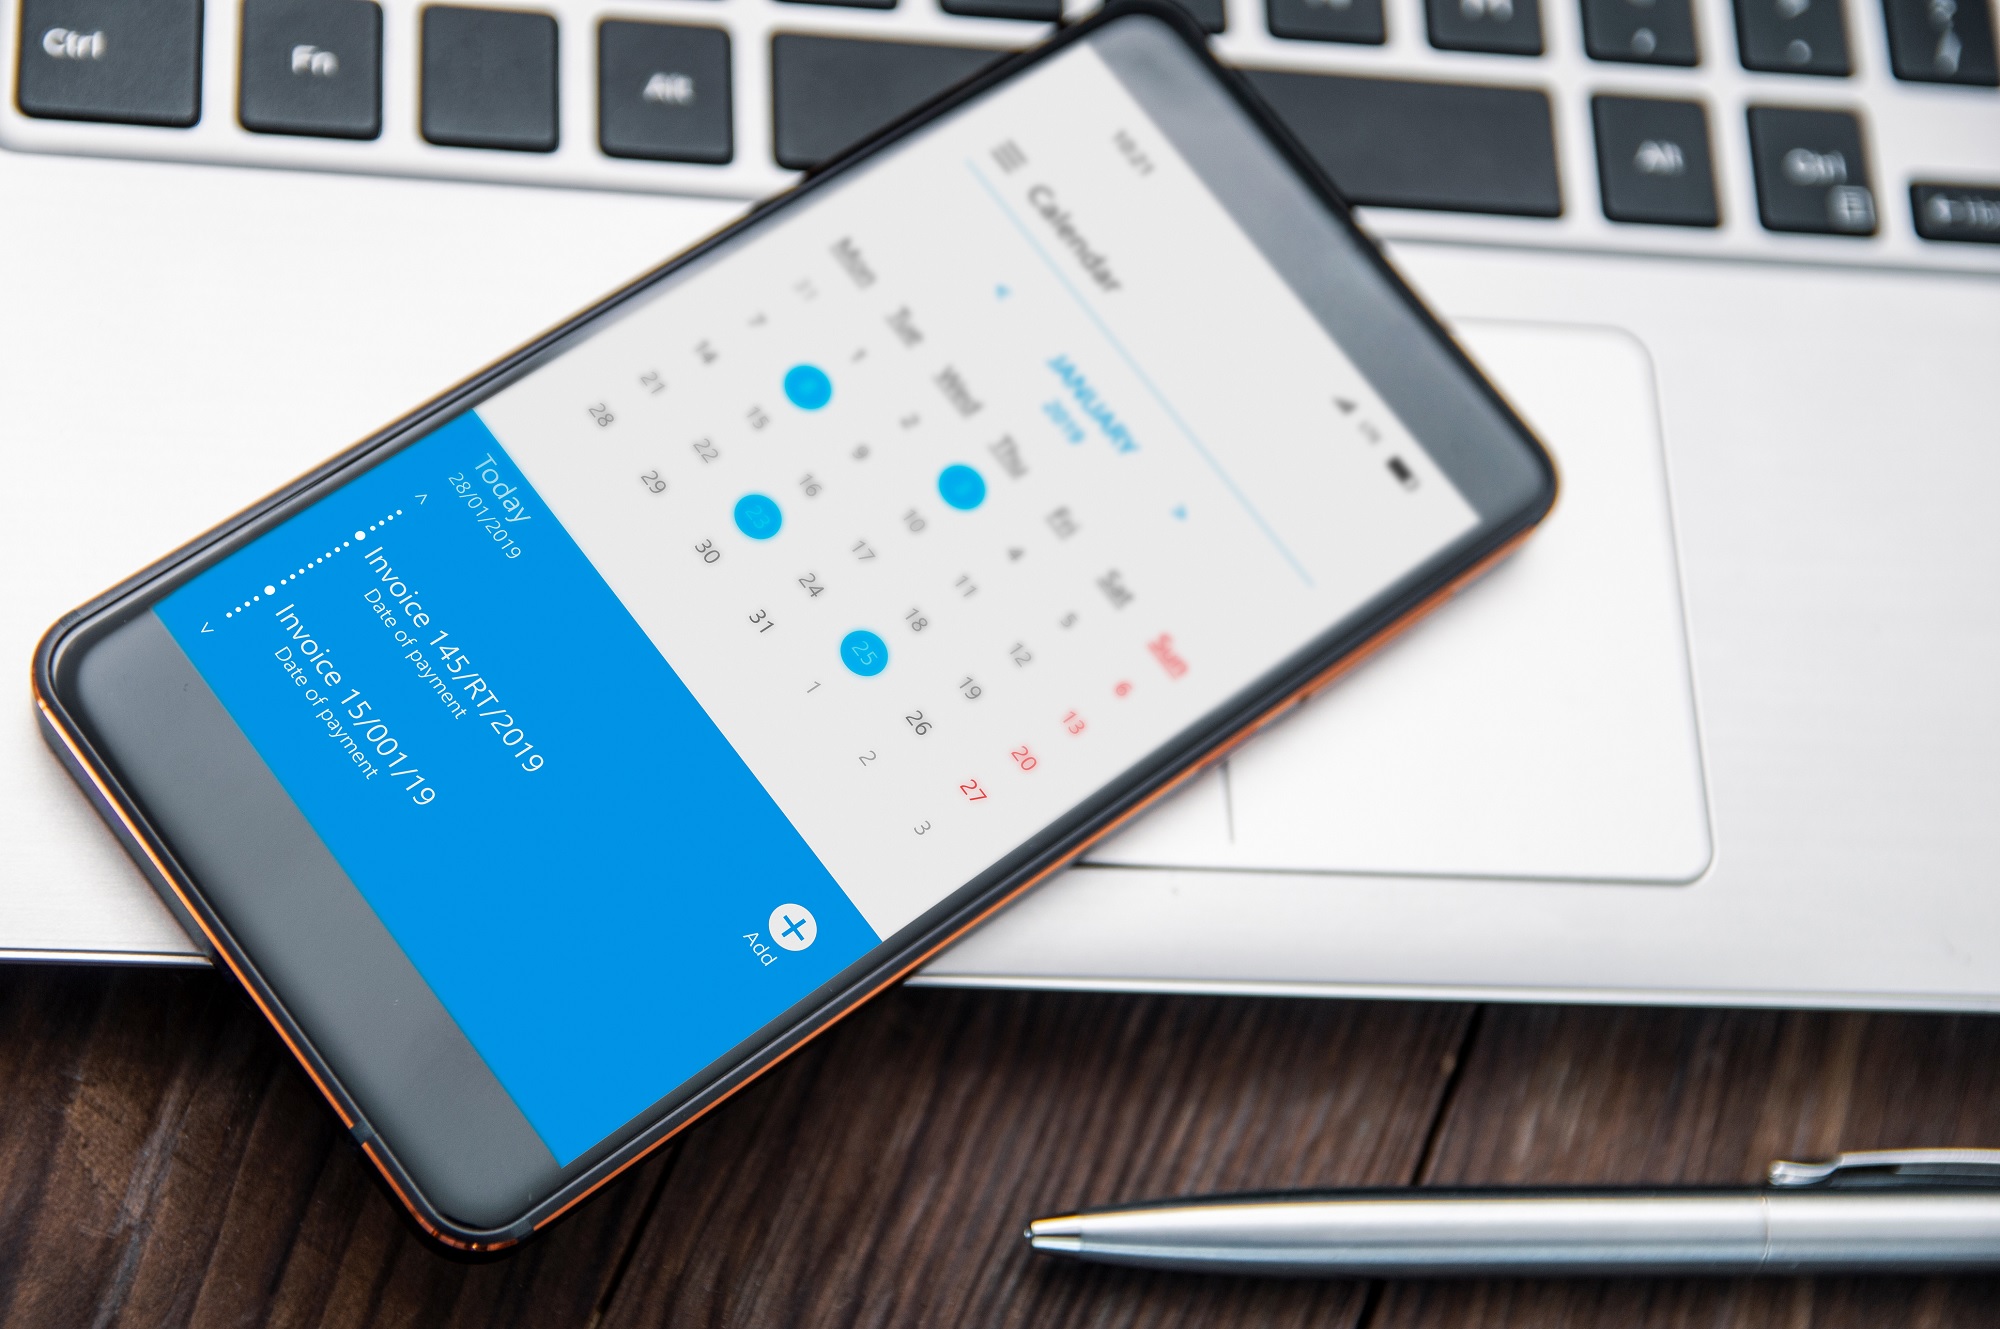 Ctrl
Fn
Alt
Alt
Ctrl
10:21
Calendar
JANUARY
2019
Mon Tue Wed Thu Fri Sat Sun
31 1 2 4 5 6
7 9 10 11 12 13
14 15 16 17 18 19 20
21 22 23 24 25 26 27
28 29 30 31 1 2 3
Today
28/01/2019
Invoice 145/RT/2019
Date of payment
Invoice 15/001/19
Date of payment
Add